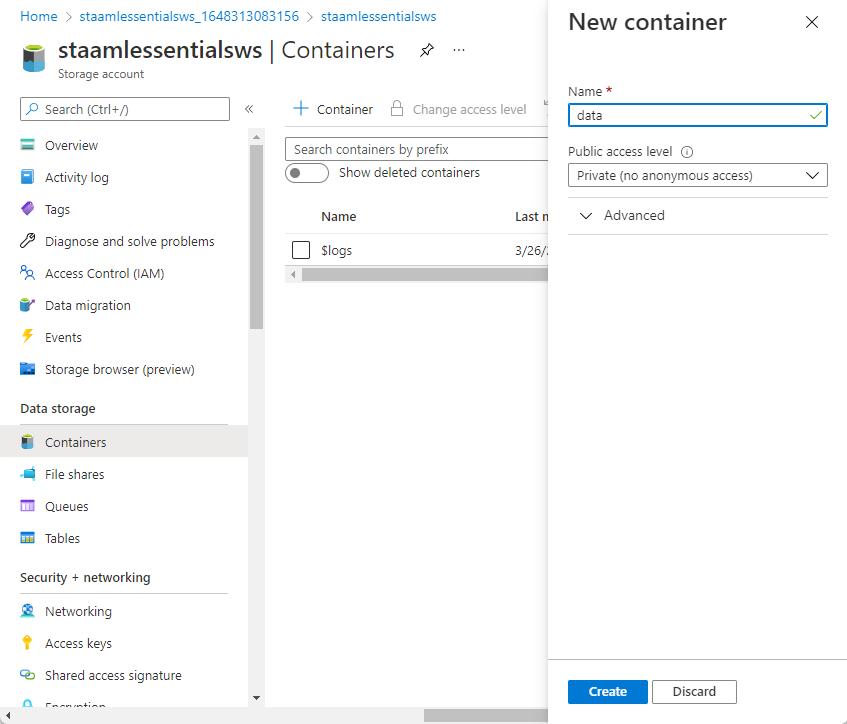 Home > staamlessentialsws_1648313083156 > staamlessentialsws
staamlessentialsws | Containers ...
Storage account
Search (Ctrl+/) «
Overview
Activity log
Tags
Diagnose and solve problems
Access Control (IAM)
Data migration
Events
Storage browser (preview)
Data storage
Containers
File shares
Queues
Tables
Security + networking
Networking
Access keys
Shared access signature
Encryption
+ Container Change access level
Search containers by prefix
Show deleted containers
Name Last m
$logs 3/26/2
New container
Name *
data
Public access level
Private (no anonymous access)
Advanced
Create Discard